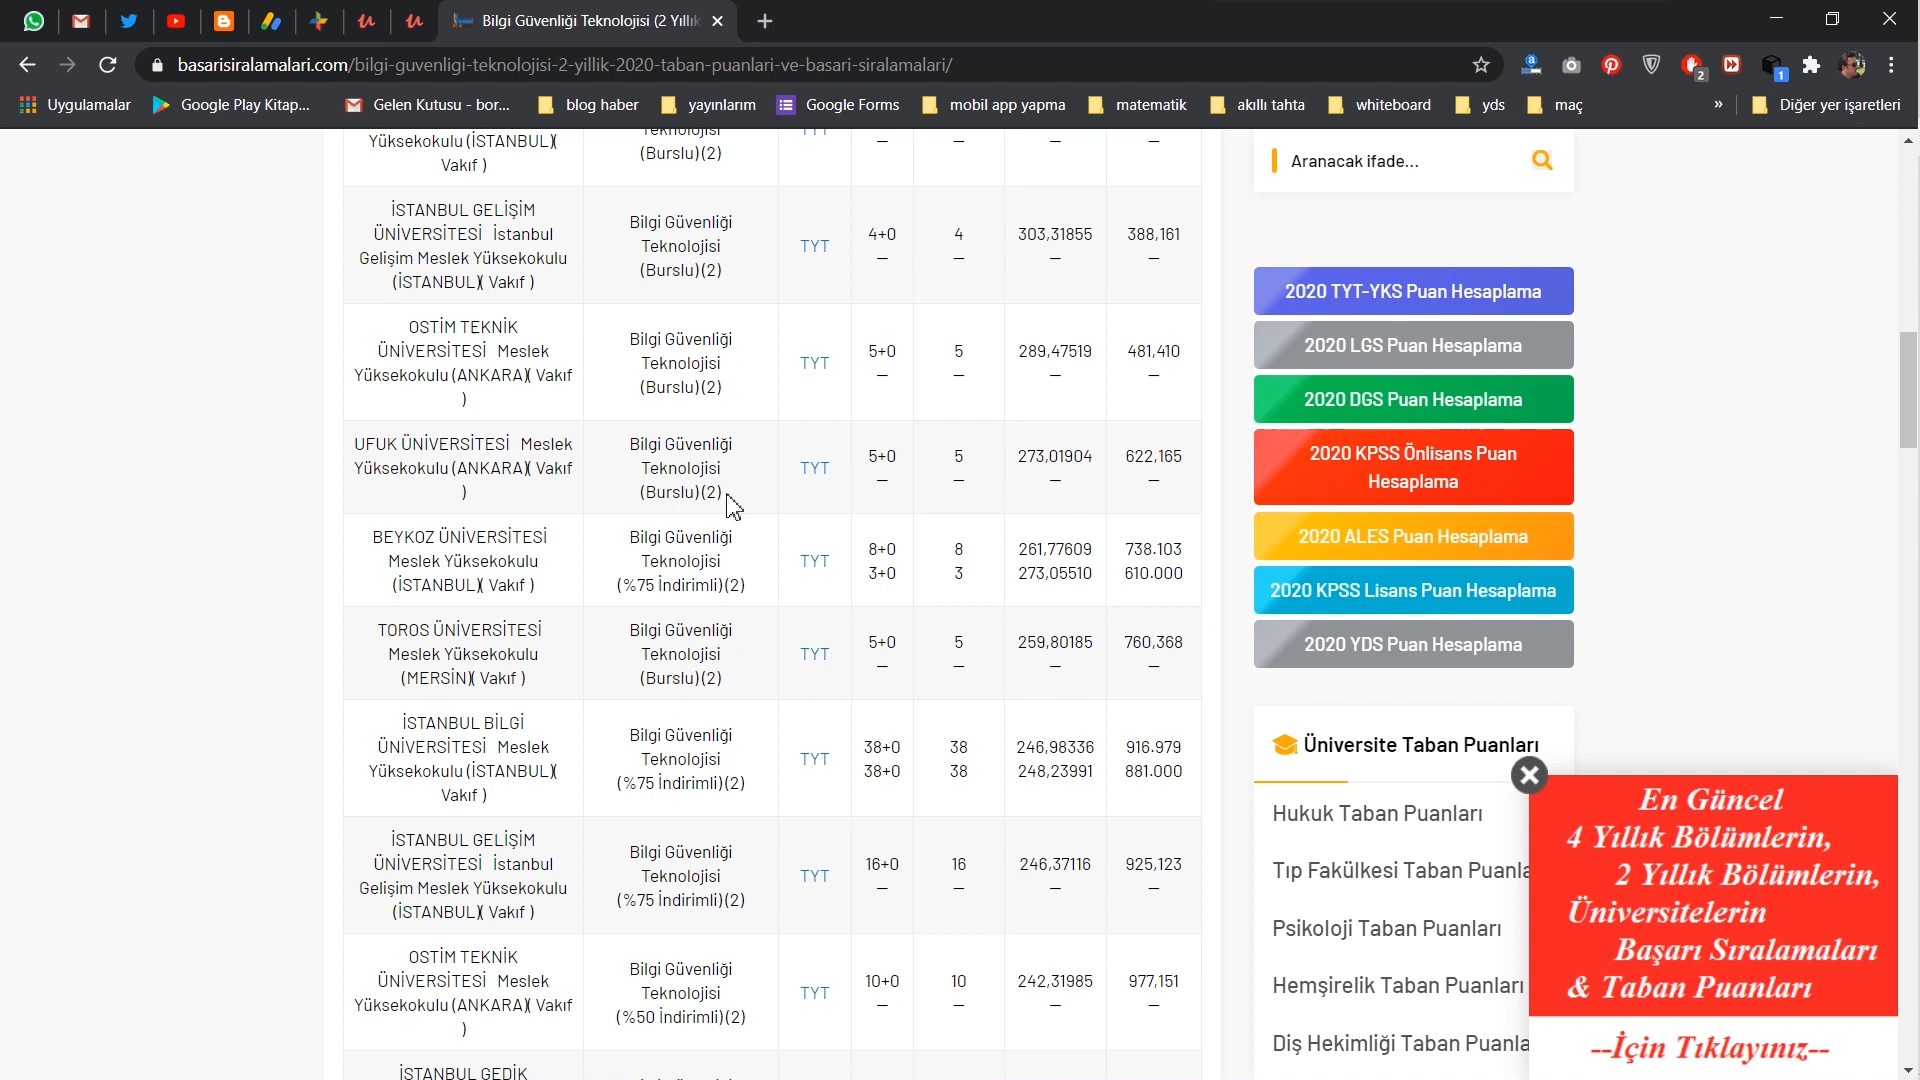 Bilgi Güvenliği Teknolojisi (2 Yıllık
basarisiralamalari.com/bilgi-guvenligi-teknolojisi-2-yillik-2020-taban-puanlari-ve-basari-siralamalari/
2
1
Uygulamalar
Google Play Kitap...
Gelen Kutusu - bor...
blog haber
yayınlarım
Google Forms
mobil app yapma
matematik
akıllı tahta
whiteboard
yds
maç
»
Diğer yer işaretleri
Teknolojisi
TYT
Yüksekokulu (İSTANBUL)(
(Burslu) (2)
— — — —
Vakıf )
İSTANBUL GELİŞİM
ÜNİVERSİTESİ İstanbul
Gelişim Meslek Yüksekokulu
(İSTANBUL)( Vakıf )
Bilgi Güvenliği
Teknolojisi
(Burslu) (2)
TYT
4+0
—
4
—
303,31855
—
388,161
—
OSTİM TEKNİK
ÜNİVERSİTESİ Meslek
Yüksekokulu (ANKARA)( Vakıf
)
Bilgi Güvenliği
Teknolojisi
(Burslu) (2)
TYT
5+0
—
5
—
289,47519
—
481,410
—
UFUK ÜNİVERSİTESİ Meslek
Yüksekokulu (ANKARA)( Vakıf
)
Bilgi Güvenliği
Teknolojisi
(Burslu) (2)
TYT
5+0
—
5
—
273,01904
—
622,165
—
BEYKOZ ÜNİVERSİTESİ
Meslek Yüksekokulu
(İSTANBUL)( Vakıf )
Bilgi Güvenliği
Teknolojisi
(%75 İndirimli) (2)
TYT
8+0
3+0
8
3
261,77609
273,05510
738.103
610.000
TOROS ÜNİVERSİTESİ
Meslek Yüksekokulu
(MERSİN)( Vakıf )
Bilgi Güvenliği
Teknolojisi
(Burslu) (2)
TYT
5+0
—
5
—
259,80185
—
760,368
—
İSTANBUL BİLGİ
ÜNİVERSİTESİ Meslek
Yüksekokulu (İSTANBUL)(
Vakıf )
Bilgi Güvenliği
Teknolojisi
(%75 İndirimli) (2)
TYT
38+0
38+0
38
38
246,98336
248,23991
916.979
881.000
İSTANBUL GELİŞİM
ÜNİVERSİTESİ İstanbul
Gelişim Meslek Yüksekokulu
(İSTANBUL)( Vakıf )
Bilgi Güvenliği
Teknolojisi
(%75 İndirimli) (2)
TYT
16+0
—
16
—
246,37116
—
925,123
—
OSTİM TEKNİK
ÜNİVERSİTESİ Meslek
Yüksekokulu (ANKARA)( Vakıf
)
Bilgi Güvenliği
Teknolojisi
(%50 İndirimli) (2)
TYT
10+0
—
10
—
242,31985
—
977,151
—
İSTANBUL GEDİK
Aranacak ifade...
2020 TYT-YKS Puan Hesaplama
2020 LGS Puan Hesaplama
2020 DGS Puan Hesaplama
2020 KPSS Önlisans Puan
Hesaplama
2020 ALES Puan Hesaplama
2020 KPSS Lisans Puan Hesaplama
2020 YDS Puan Hesaplama
Üniversite Taban Puanları
Hukuk Taban Puanları
Tıp Fakülkesi Taban Puanla
Psikoloji Taban Puanları
Hemşirelik Taban Puanları
Diş Hekimliği Taban Puanla
En Güncel
4 Yıllık Bölümlerin,
2 Yıllık Bölümlerin,
Üniversitelerin
Başarı Sıralamaları
& Taban Puanları
--İçin Tıklayınız--